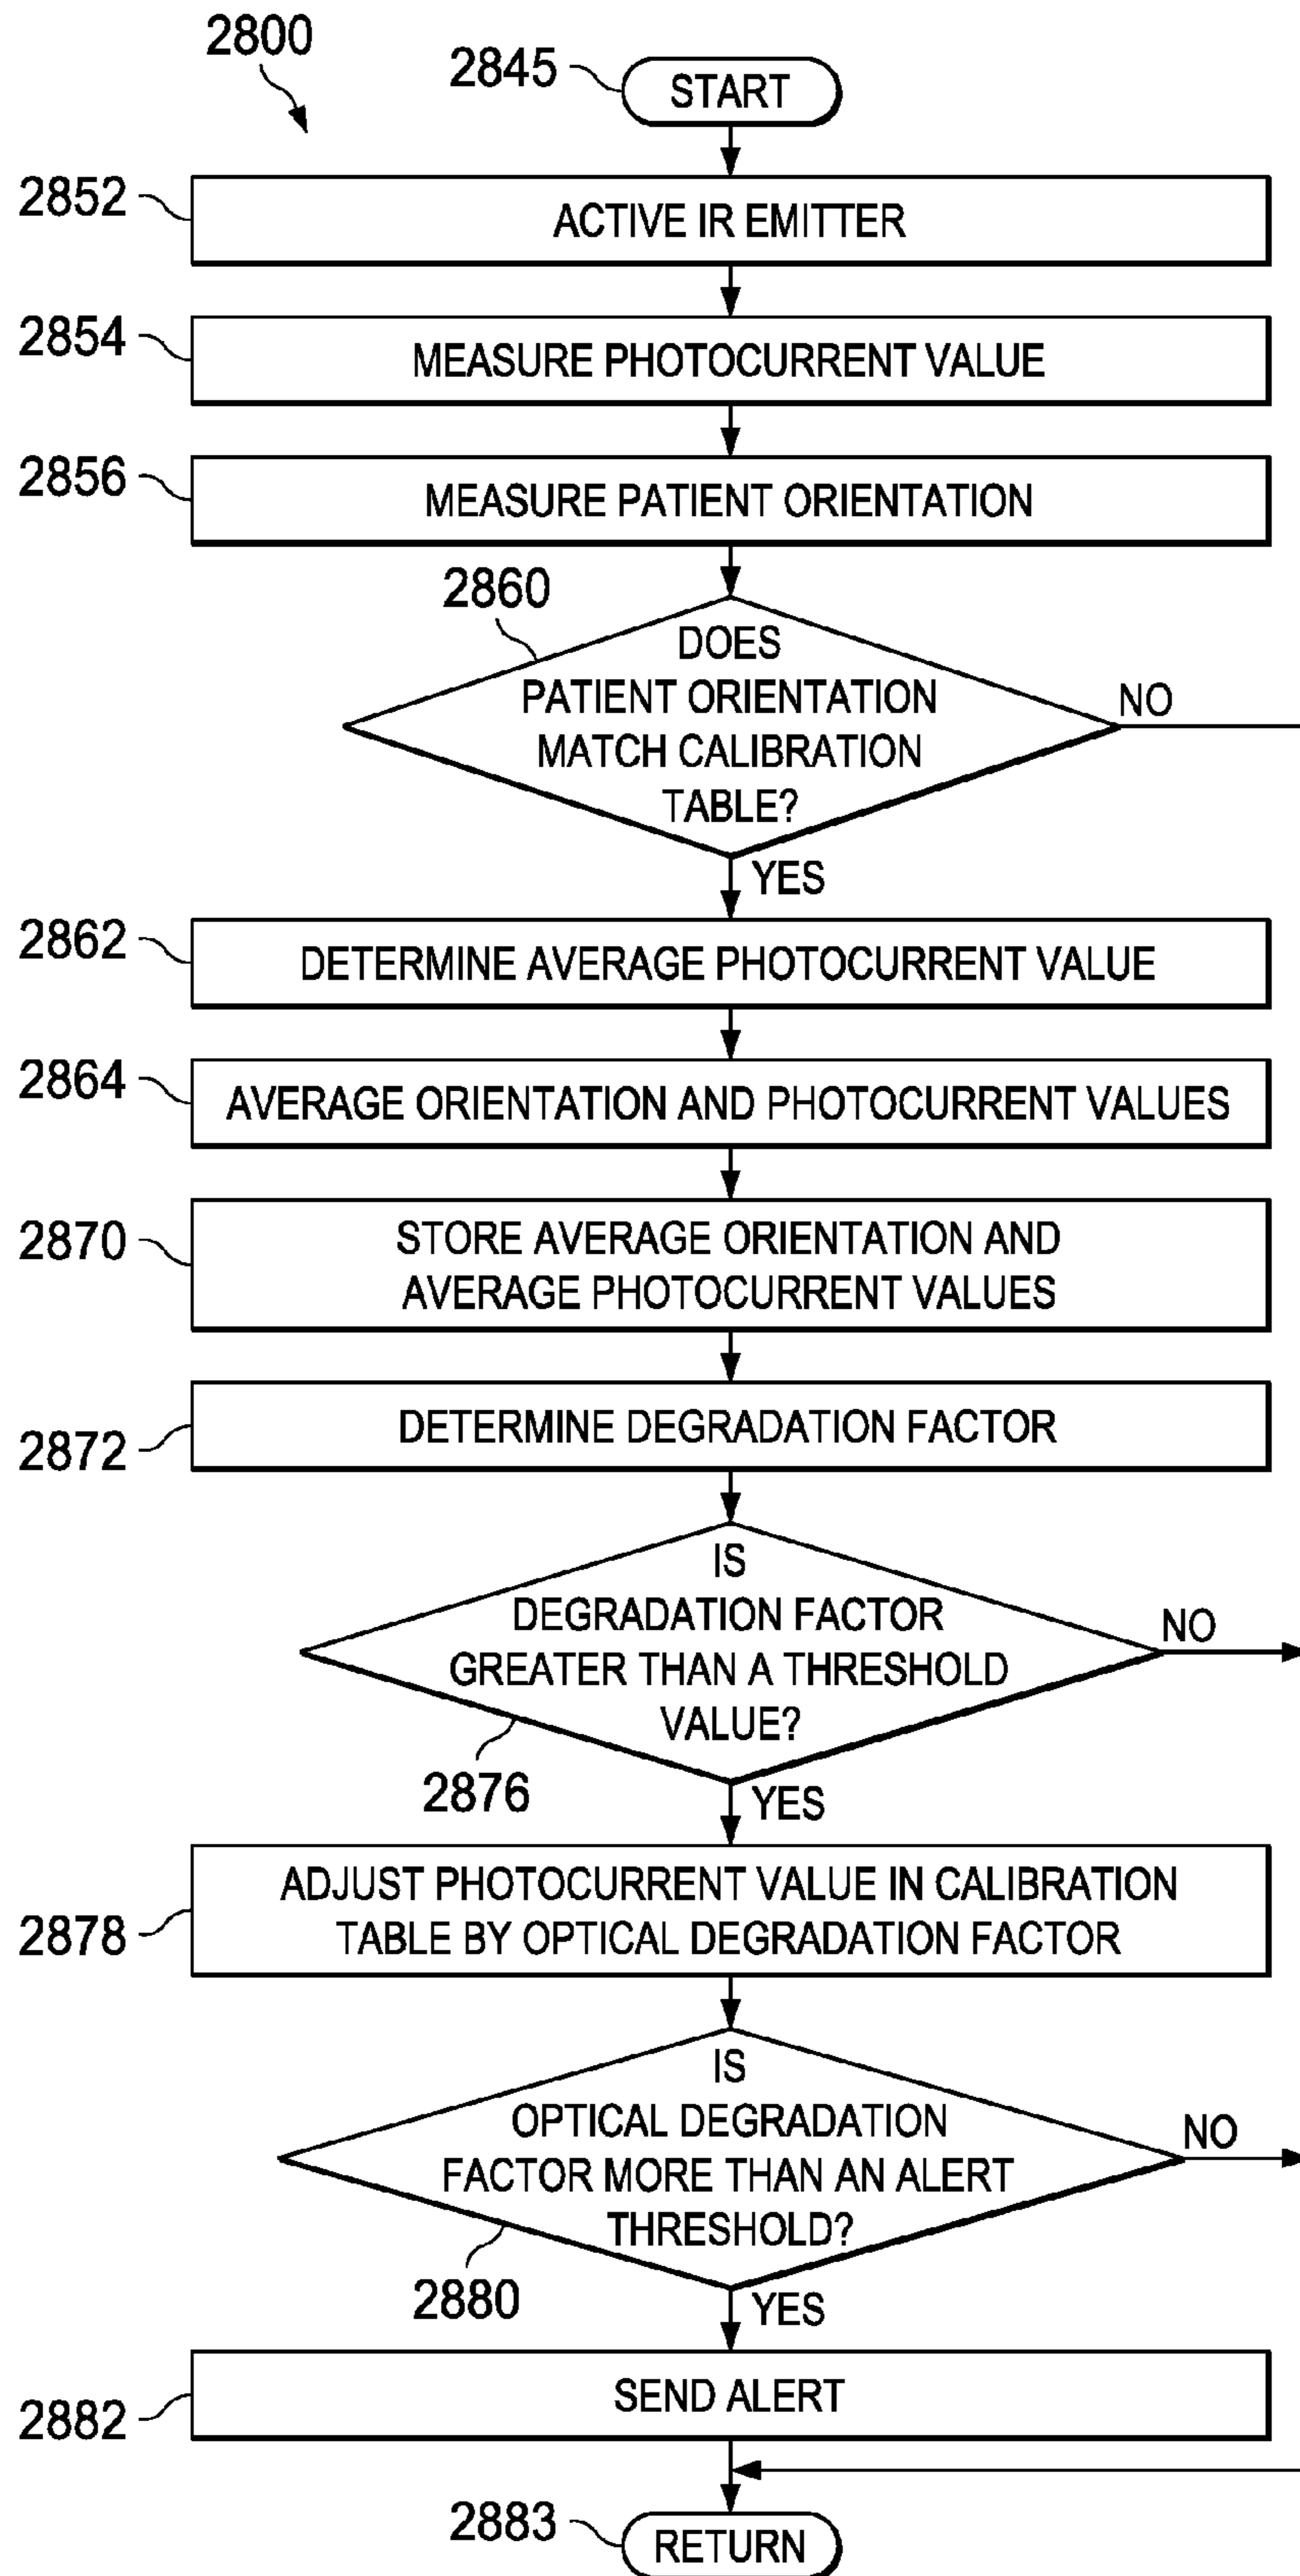 2800
2845
START
2852
ACTIVE IR EMITTER
2854
MEASURE PHOTOCURRENT VALUE
2856
MEASURE PATIENT ORIENTATION
2860
DOES
PATIENT ORIENTATION
MATCH CALIBRATION
TABLE?
NO
YES
2862
DETERMINE AVERAGE PHOTOCURRENT VALUE
2864
AVERAGE ORIENTATION AND PHOTOCURRENT VALUES
2870
STORE AVERAGE ORIENTATION AND
AVERAGE PHOTOCURRENT VALUES
2872
DETERMINE DEGRADATION FACTOR
IS
DEGRADATION FACTOR
GREATER THAN A THRESHOLD
VALUE?
NO
2876
YES
2878
ADJUST PHOTOCURRENT VALUE IN CALIBRATION
TABLE BY OPTICAL DEGRADATION FACTOR
IS
OPTICAL DEGRADATION
FACTOR MORE THAN AN ALERT
THRESHOLD?
NO
2880
YES
2882
SEND ALERT
2883
RETURN